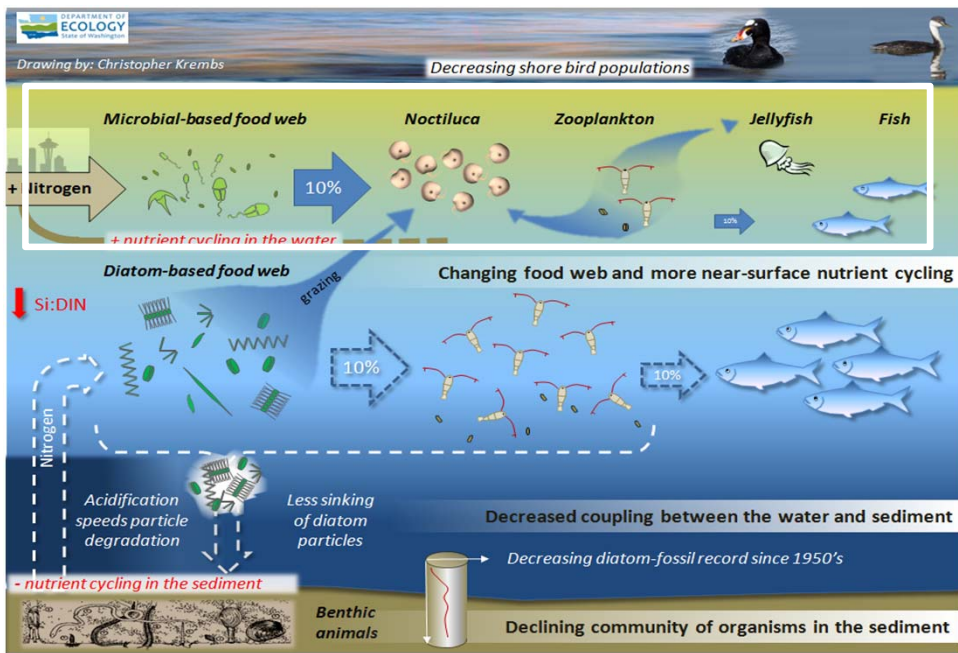 DEPARTMENT OF
ECOLOGY
State of Washington
Drawing by: Christopher Krembs
Decreasing shore bird populations
Microbial-based food web
Noctiluca
Zooplankton
Jellyfish
Fish
+ Nitrogen
10%
10%
+ nutrient cycling in the water
Diatom-based food web
grazing
Changing food web and more near-surface nutrient cycling
Si:DIN
10%
10%
Nitrogen
Acidification
speeds particle
degradation
Less sinking
of diatom
particles
Decreased coupling between the water and sediment
Decreasing diatom-fossil record since 1950's
- nutrient cycling in the sediment
Benthic
animals
Declining community of organisms in the sediment